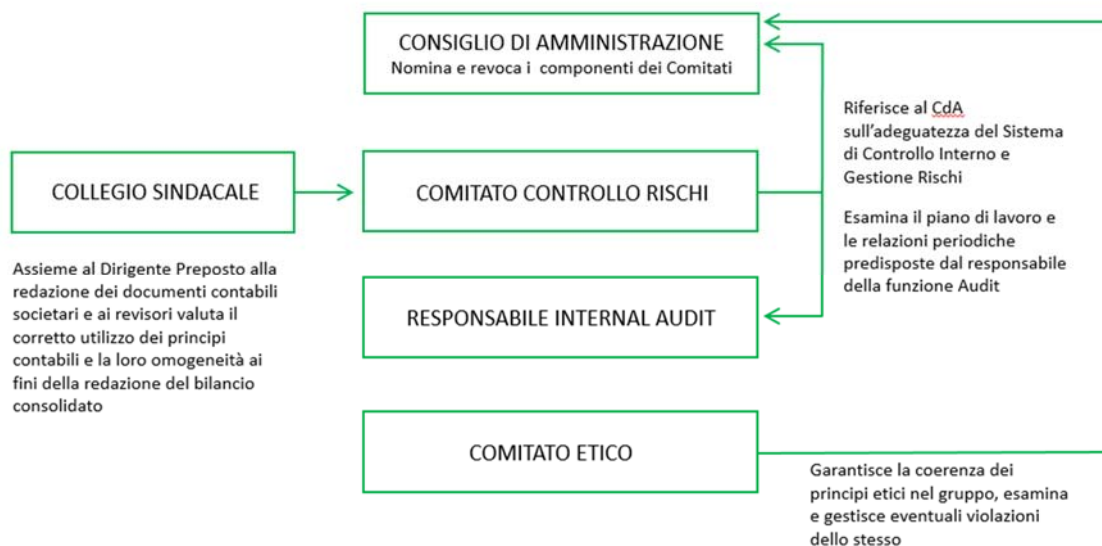 CONSIGLIO DI AMMINISTRAZIONE
Nomina e revoca i componenti dei Comitati
Riferisce al CdA
sull'adeguatezza del Sistema
di Controllo Interno e
Gestione Rischi
COLLEGIO SINDACALE
COMITATO CONTROLLO RISCHI
Esamina il piano di lavoro e
le relazioni periodiche
predisposte dal responsabile
della funzione Audit
Assieme al Dirigente Preposto alla
redazione dei documenti contabili
societari e ai revisori valuta il
corretto utilizzo dei principi
contabili e la loro omogeneità ai
fini della redazione del bilancio
consolidato
RESPONSABILE INTERNAL AUDIT
COMITATO ETICO
Garantisce la coerenza dei
principi etici nel gruppo, esamina
e gestisce eventuali violazioni
dello stesso